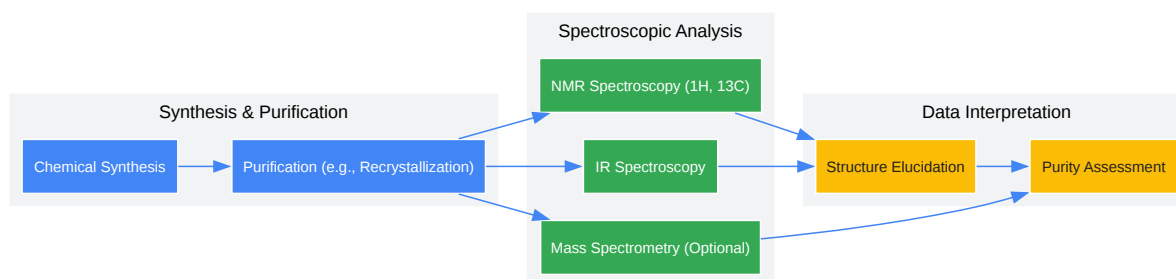 Spectroscopic Analysis
NMR Spectroscopy (1H, 13C)
Synthesis & Purification
Data Interpretation
Chemical Synthesis
Purification (e.g., Recrystallization)
IR Spectroscopy
Structure Elucidation
Purity Assessment
Mass Spectrometry (Optional)